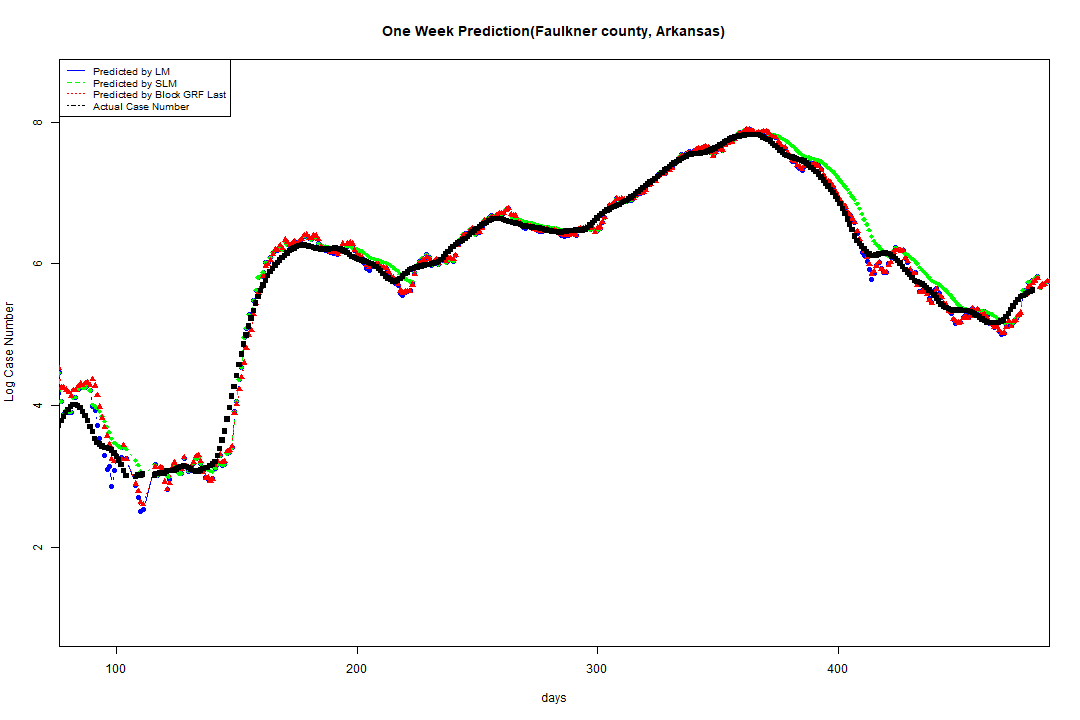 One Week Prediction(Faulkner county, Arkansas)
Predicted by LM
Predicted by SLM
Predicted by Block GRF Last
Actual Case Number
8
6
4
2
Log Case Number
100 200 300 400
days